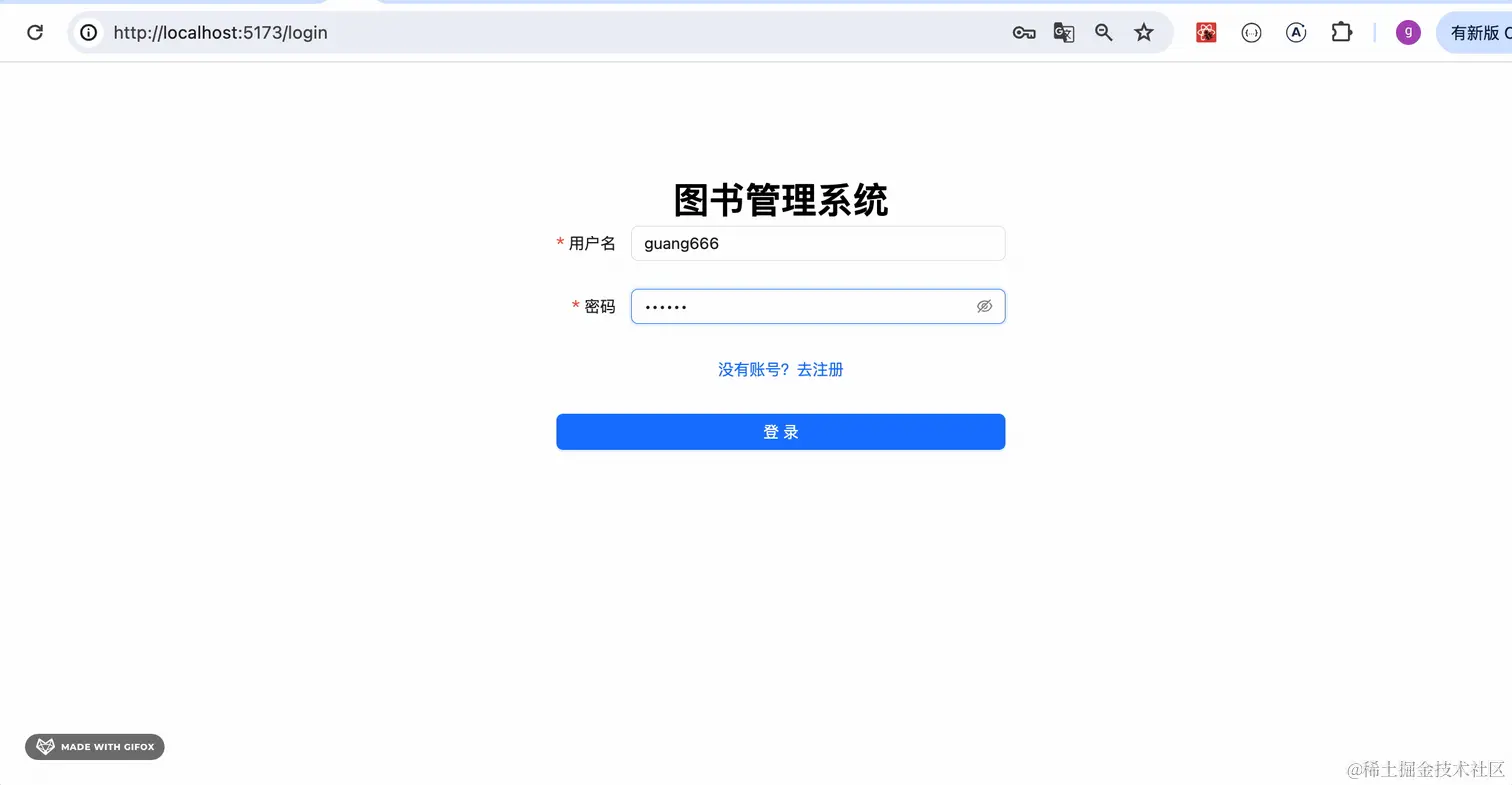 http://localhost:5173/login
g
有新版 C
图书管理系统
* 用户名 guang666
* 密码 ••••••
没有账号？去注册
登 录
MADE WITH GIFOX
@稀土掘金技术社区